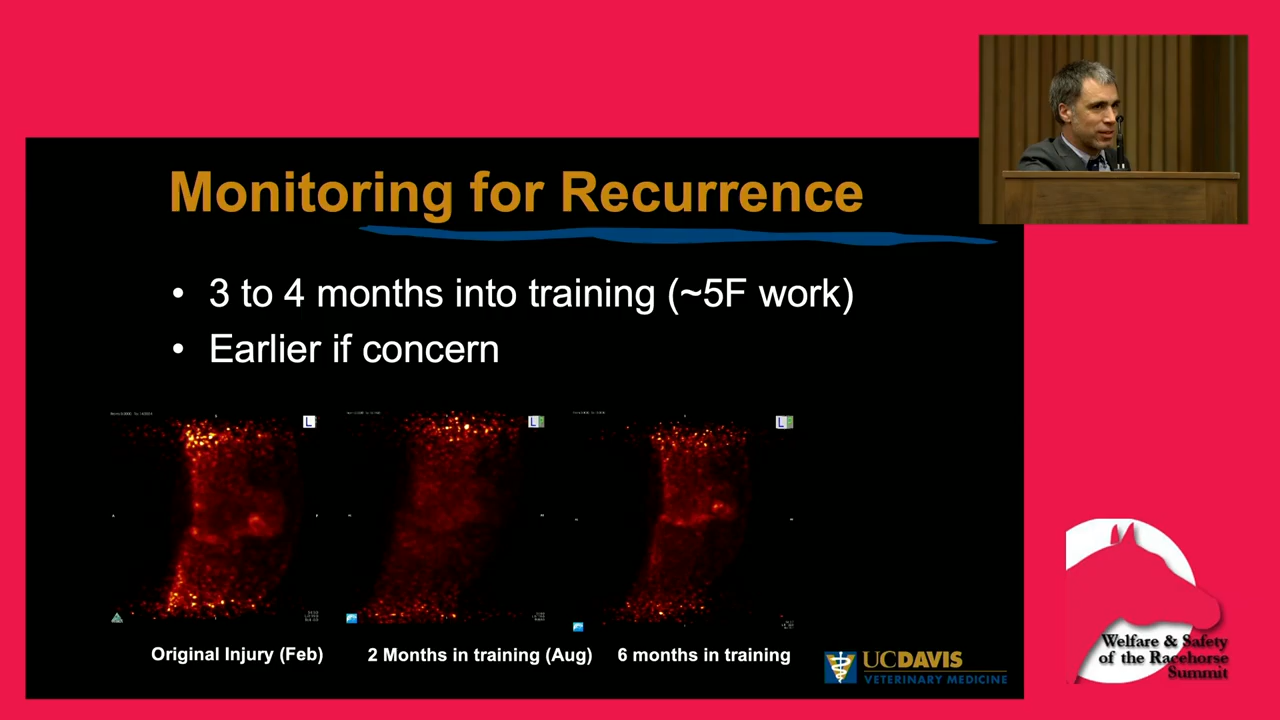 Monitoring for Recurrence
• 3 to 4 months into training (~5F work)
• Earlier if concern
L
L
L
Original Injury (Feb)
2 Months in training (Aug)
6 months in training
UCDAVIS
VETERINARY MEDICINE
Welfare & Safety
of the Racehorse
Summit